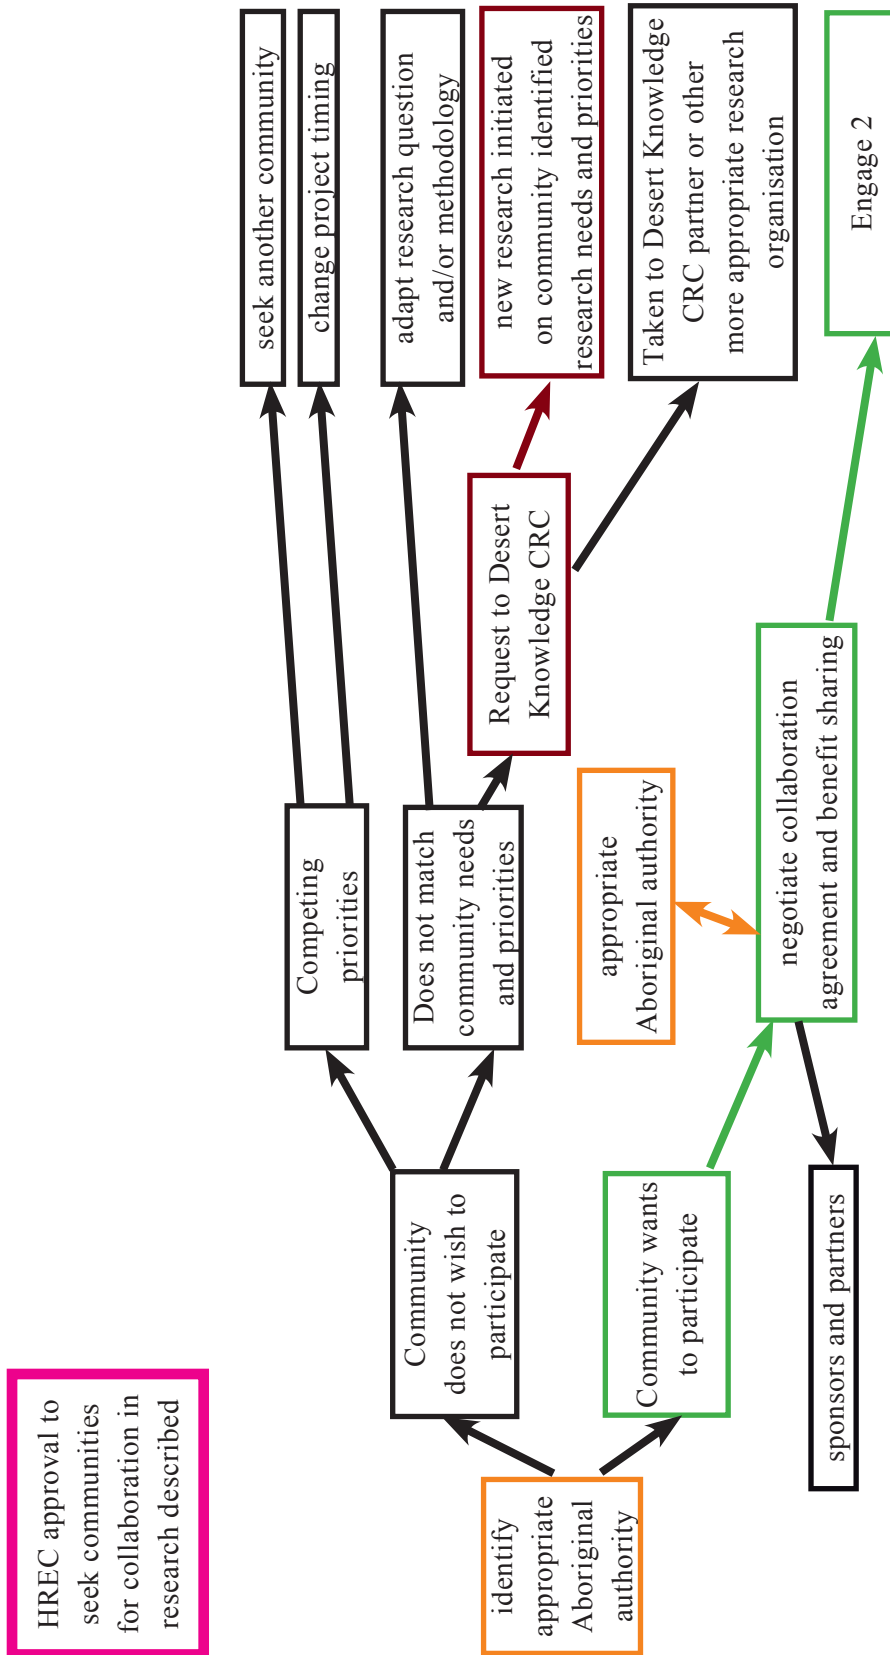 HREC approval to
seek communities
for collaboration in
research described
identify
appropriate
Aboriginal
authority
Community
does not wish to
participate
Community wants
to participate
sponsors and partners
Competing
priorities
Does not match
community needs
and priorities
appropriate
Aboriginal authority
negotiate collaboration
agreement and benefit sharing
Request to Desert
Knowledge CRC
seek another community
change project timing
adapt research question
and/or methodology
new research initiated
on community identified
research needs and priorities
Taken to Desert Knowledge
CRC partner or other
more appropriate research
organisation
Engage 2